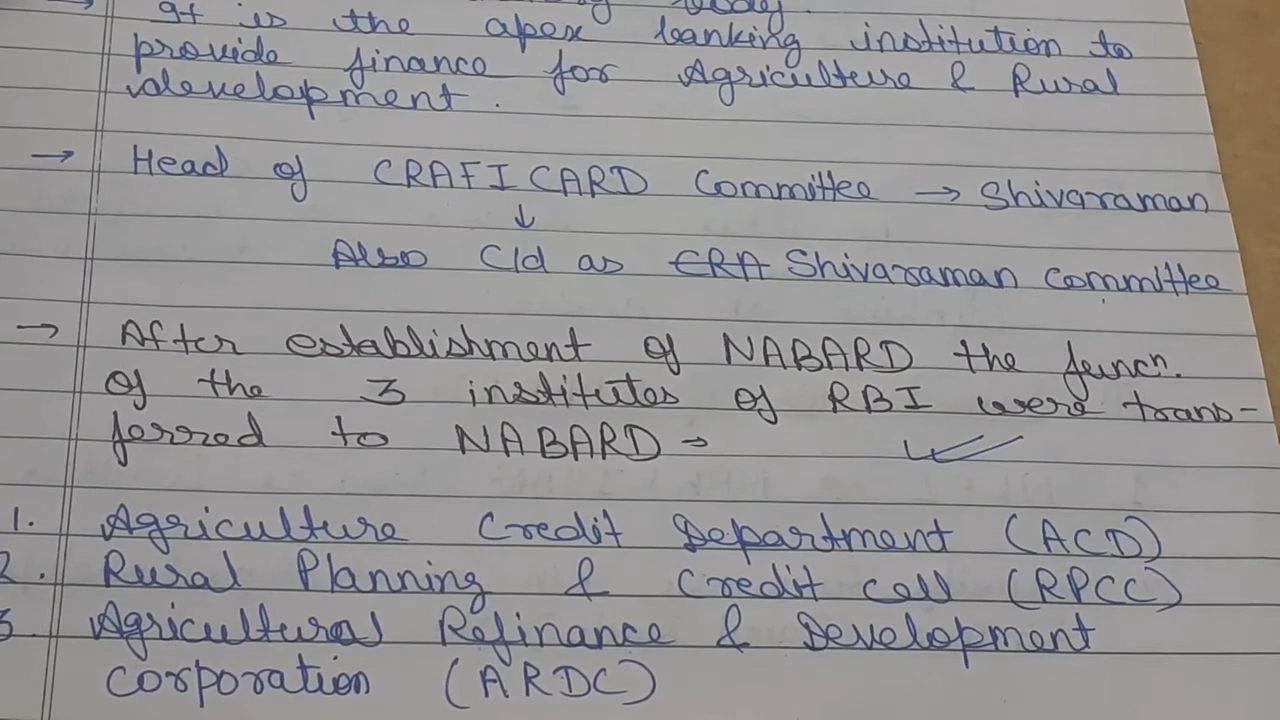 → It is the apex banking institution to
provide finance for Agriculture & Rural
development.
→ Head of CRAFICARD Committee → Shivaraman
↓
Also Cld as CRA Shivaraman Committee
→ After establishment of NABARD the funcⁿ.
of the 3 institutes of RBI were trans-
ferred to NABARD →
1. Agriculture Credit Department (ACD)
2. Rural Planning & Credit cell (RPCC)
3 Agricultural Refinance & Development
Corporation (ARDC)